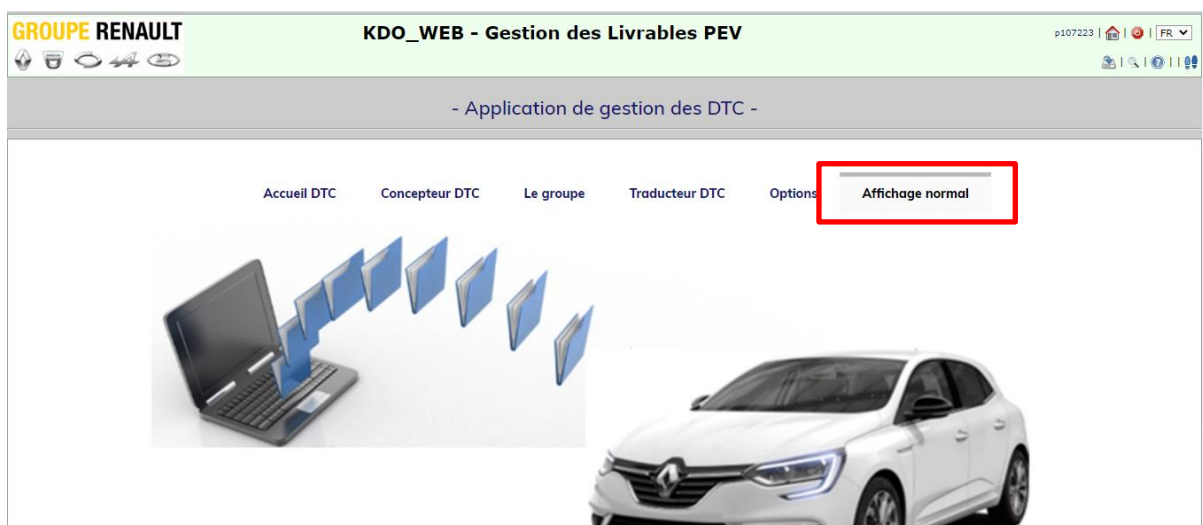 GROUPE RENAULT
KDO_WEB - Gestion des Livrables PEV
p107223 | | | FR
- Application de gestion des DTC -
Accueil DTC Concepteur DTC Le groupe Traducteur DTC Options Affichage normal